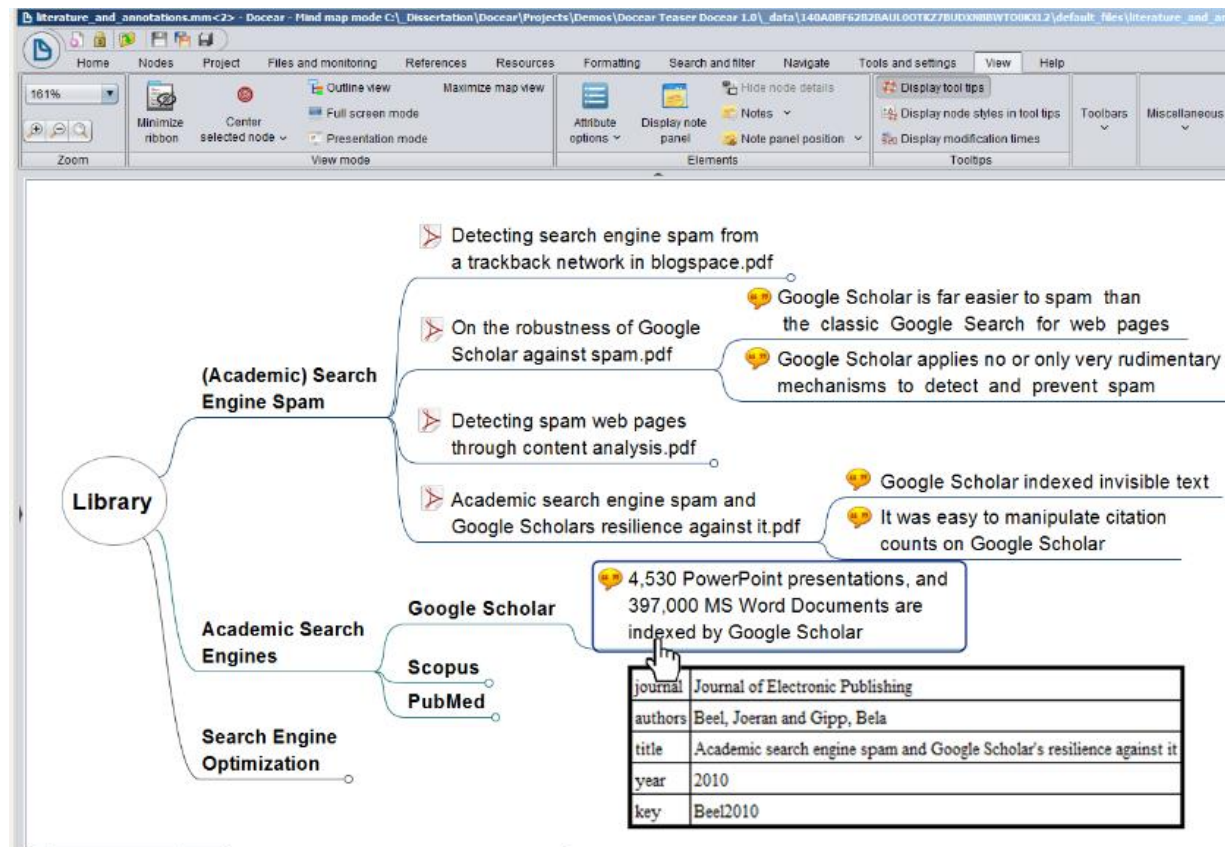 literature_and_annotations.mm<2> - Docear - Mind map mode C:\_Dissertation\Docear\Projects\Demos\Docear Teaser Docear 1.0\_data\
Home Nodes Project Files and monitoring References Resources Formatting Search and filter Navigate Tools and settings View Help
161%
Minimize ribbon
Center selected node
Outline view
Full screen mode
Presentation mode
Maximize map view
Attribute options
Display note panel
Hide node details
Notes
Note panel position
Display tool tips
Display node styles in tool tips
Display modification times
Toolbars
Miscellaneous
Zoom View mode Elements Tooltips
Detecting search engine spam from
a trackback network in blogspace.pdf
On the robustness of Google
Scholar against spam.pdf
Google Scholar is far easier to spam than
the classic Google Search for web pages
Google Scholar applies no or only very rudimentary
mechanisms to detect and prevent spam
(Academic) Search
Engine Spam
Detecting spam web pages
through content analysis.pdf
Academic search engine spam and
Google Scholars resilience against it.pdf
Google Scholar indexed invisible text
It was easy to manipulate citation
counts on Google Scholar
Library
Academic Search
Engines
Google Scholar
4,530 PowerPoint presentations, and
397,000 MS Word Documents are
indexed by Google Scholar
Scopus
PubMed
Search Engine
Optimization
journal Journal of Electronic Publishing
authors Beel, Joeran and Gipp, Bela
title Academic search engine spam and Google Scholar's resilience against it
year 2010
key Beel2010